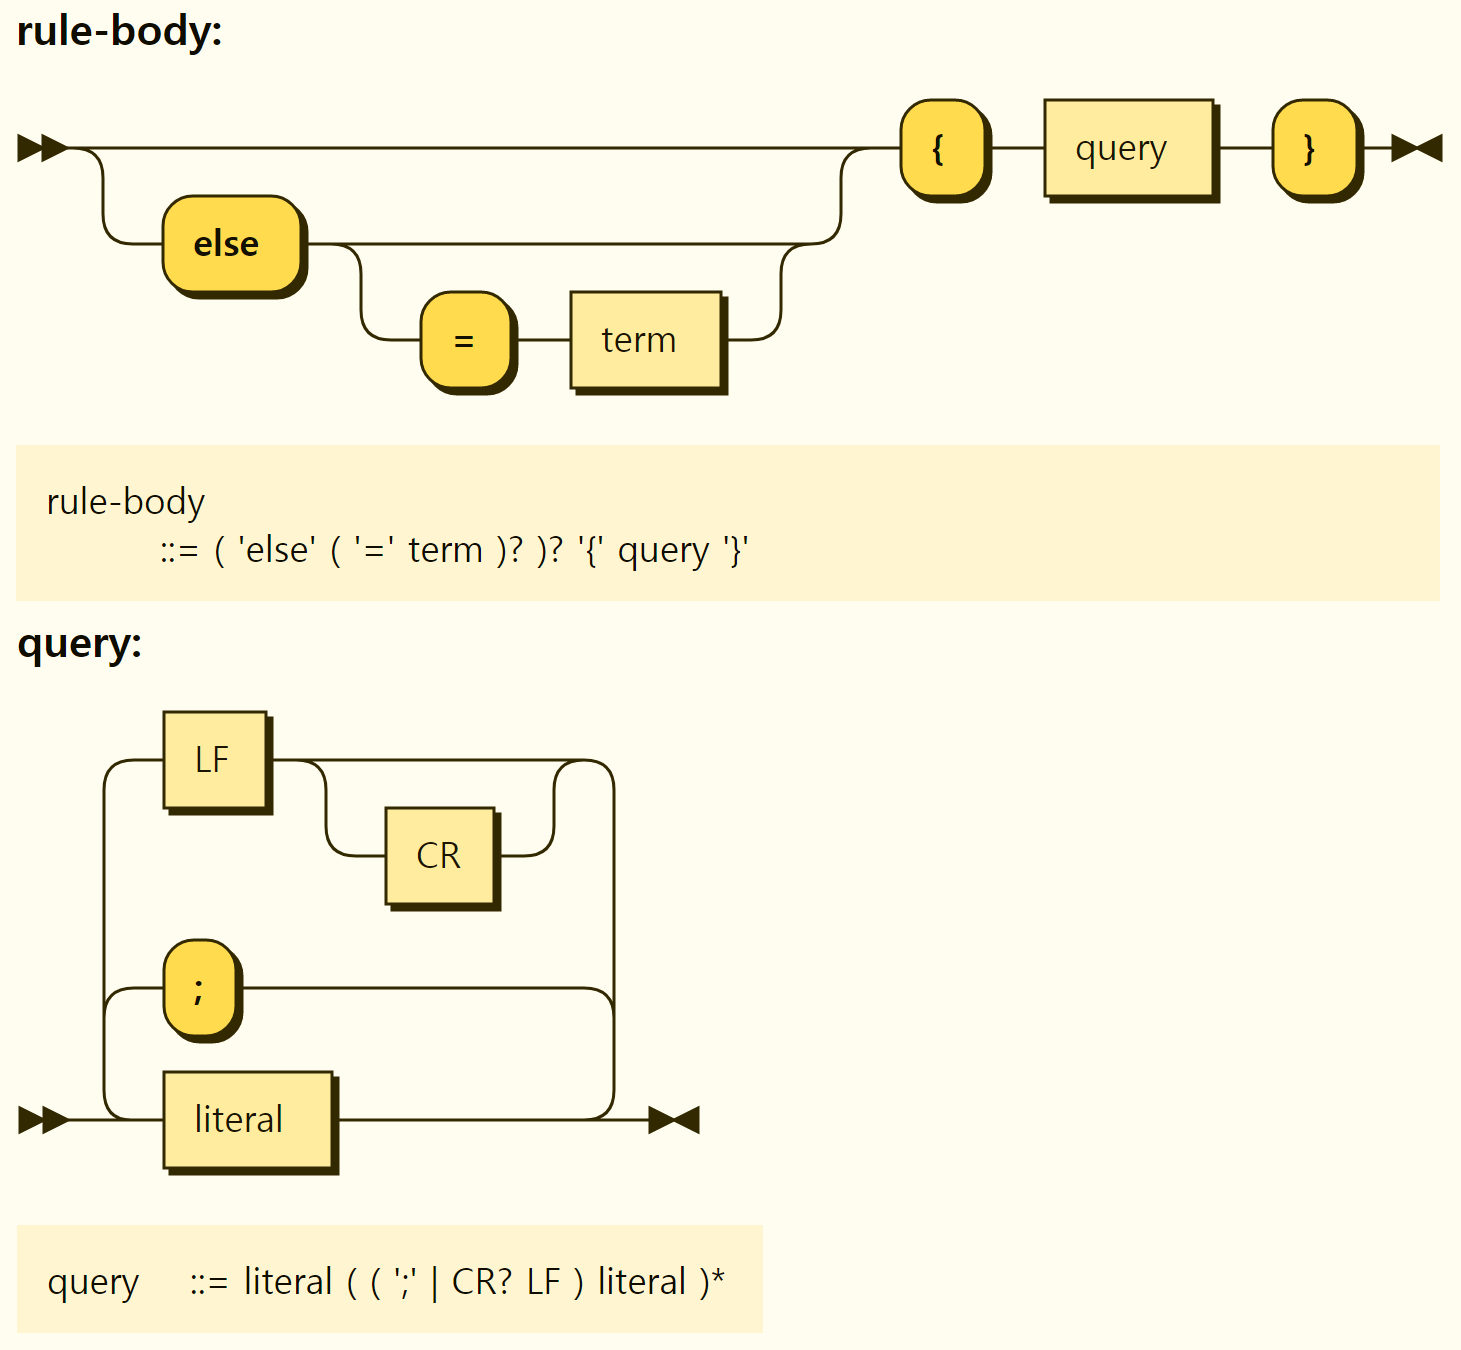 rule-body:
{ query }
else
= term
rule-body
::= ( 'else' ( '=' term )? )? '{' query '}'
query:
LF
CR
;
literal
query ::= literal ( ( ';' | CR? LF ) literal )*